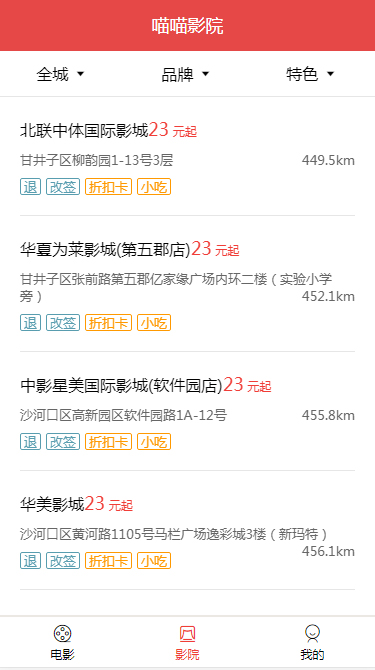 喵喵影院
全城 品牌 特色
北联中体国际影城23 元起
甘井子区柳韵园1-13号3层 449.5km
退 改签 折扣卡 小吃
华夏为莱影城(第五郡店)23 元起
甘井子区张前路第五郡亿家缘广场内环二楼（实验小学
旁） 452.1km
退 改签 折扣卡 小吃
中影星美国际影城(软件园店)23 元起
沙河口区高新园区软件园路1A-12号 455.8km
退 改签 折扣卡 小吃
华美影城23 元起
沙河口区黄河路1105号马栏广场逸彩城3楼（新玛特）
456.1km
退 改签 折扣卡 小吃
电影 影院 我的